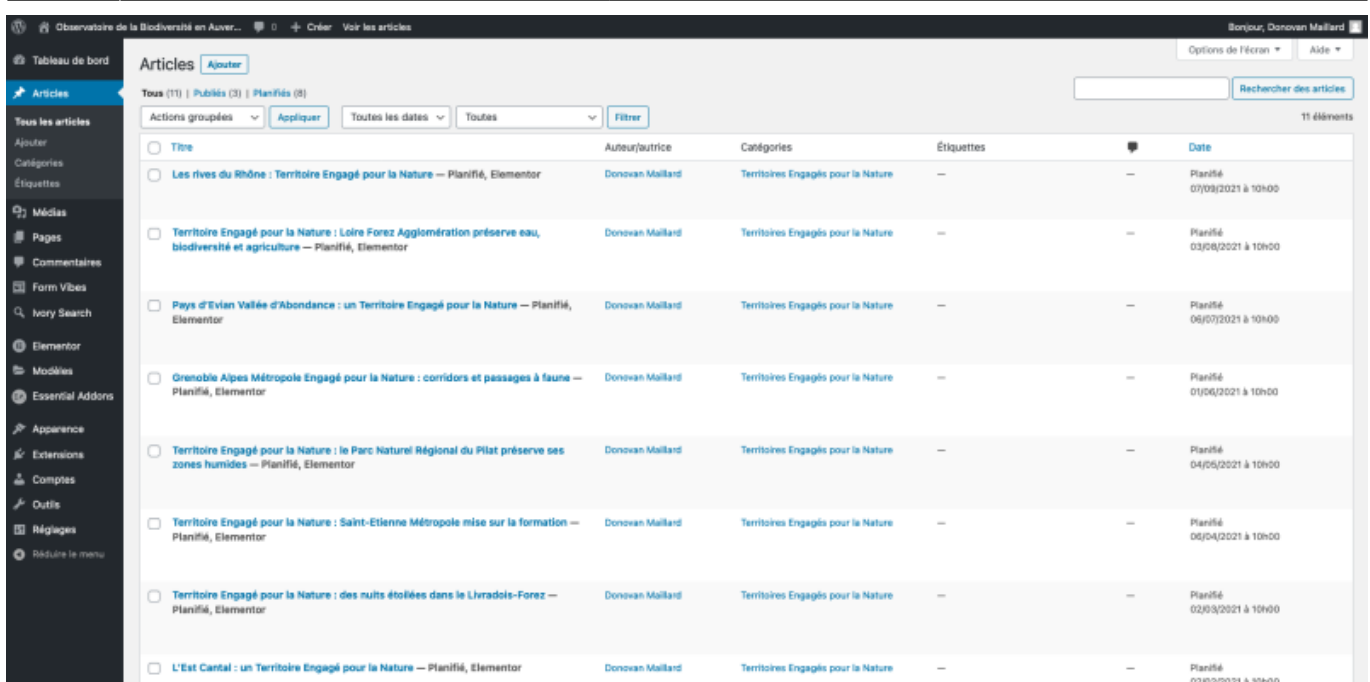 Observatoire de la Biodiversité en Auver... 0 + Créer Voir les articles Bonjour, Donovan Maillard
Options de l'écran Aide
Tableau de bord
Articles
Tous les articles
Ajouter
Catégories
Étiquettes
Médias
Pages
Commentaires
Form Vibes
Ivory Search
Elementor
Modèles
Essential Addons
Apparence
Extensions
Comptes
Outils
Réglages
Réduire le menu
Articles Ajouter
Tous (11) | Publiés (3) | Planifiés (8)
Rechercher des articles
Actions groupées Appliquer Toutes les dates Toutes Filtrer 11 éléments
Titre Auteur/autrice Catégories Étiquettes Date
Les rives du Rhône : Territoire Engagé pour la Nature — Planifié, Elementor Donovan Maillard Territoires Engagés pour la Nature — — Planifié
07/09/2021 à 10h00
Territoire Engagé pour la Nature : Loire Forez Agglomération préserve eau, Donovan Maillard Territoires Engagés pour la Nature — — Planifié
biodiversité et agriculture — Planifié, Elementor 03/08/2021 à 10h00
Pays d'Evian Vallée d'Abondance : un Territoire Engagé pour la Nature — Planifié, Donovan Maillard Territoires Engagés pour la Nature — — Planifié
Elementor 06/07/2021 à 10h00
Grenoble Alpes Métropole Engagé pour la Nature : corridors et passages à faune — Donovan Maillard Territoires Engagés pour la Nature — — Planifié
Planifié, Elementor 01/06/2021 à 10h00
Territoire Engagé pour la Nature : le Parc Naturel Régional du Pilat préserve ses Donovan Maillard Territoires Engagés pour la Nature — — Planifié
zones humides — Planifié, Elementor 04/05/2021 à 10h00
Territoire Engagé pour la Nature : Saint-Etienne Métropole mise sur la formation — Donovan Maillard Territoires Engagés pour la Nature — — Planifié
Planifié, Elementor 06/04/2021 à 10h00
Territoire Engagé pour la Nature : des nuits étoilées dans le Livradois-Forez — Donovan Maillard Territoires Engagés pour la Nature — — Planifié
Planifié, Elementor 02/03/2021 à 10h00
L'Est Cantal : un Territoire Engagé pour la Nature — Planifié, Elementor Donovan Maillard Territoires Engagés pour la Nature — — Planifié